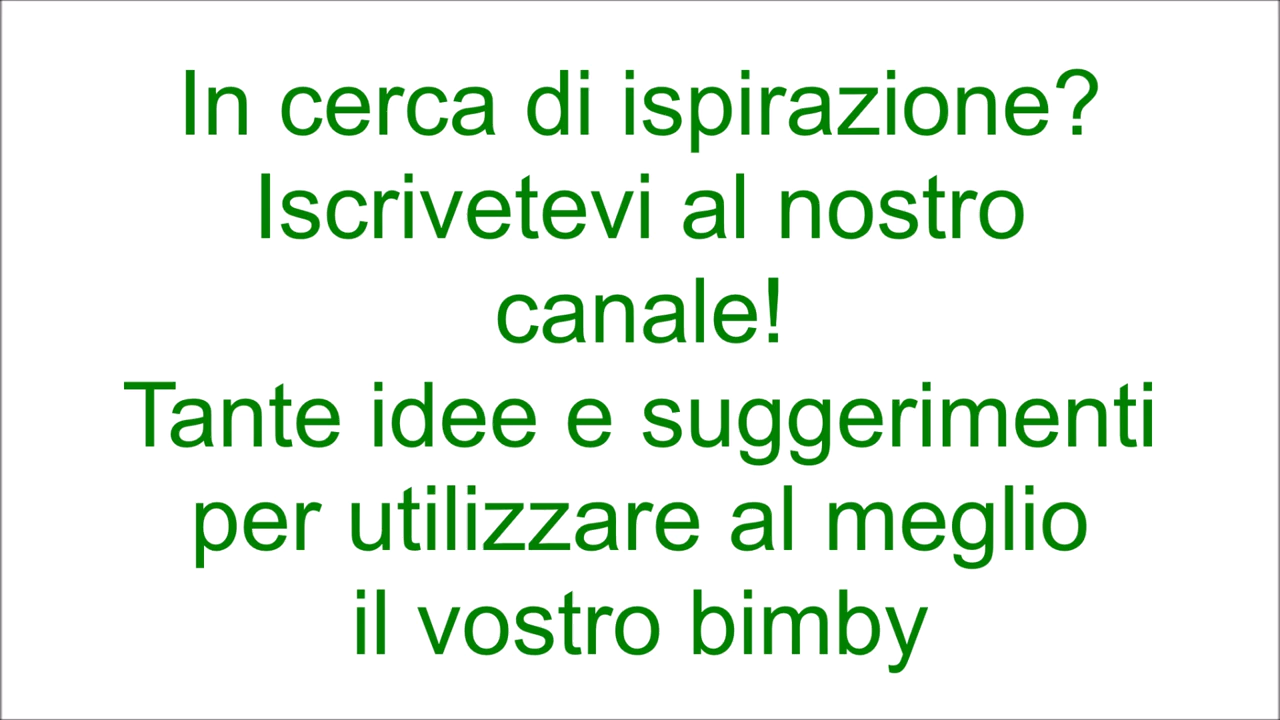 In cerca di ispirazione?
Iscrivetevi al nostro
canale!
Tante idee e suggerimenti
per utilizzare al meglio
il vostro bimby